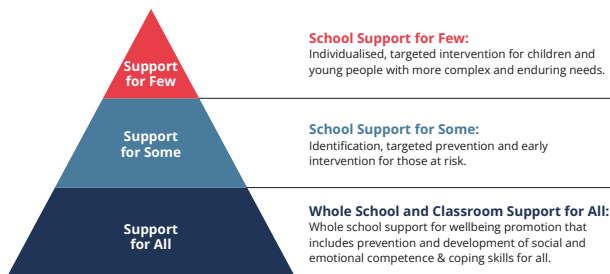 Support
for Few
School Support for Few:
Individualised, targeted intervention for children and
young people with more complex and enduring needs.
Support
for Some
School Support for Some:
Identification, targeted prevention and early
intervention for those at risk.
Support
for All
Whole School and Classroom Support for All:
Whole school support for wellbeing promotion that
includes prevention and development of social and
emotional competence & coping skills for all.